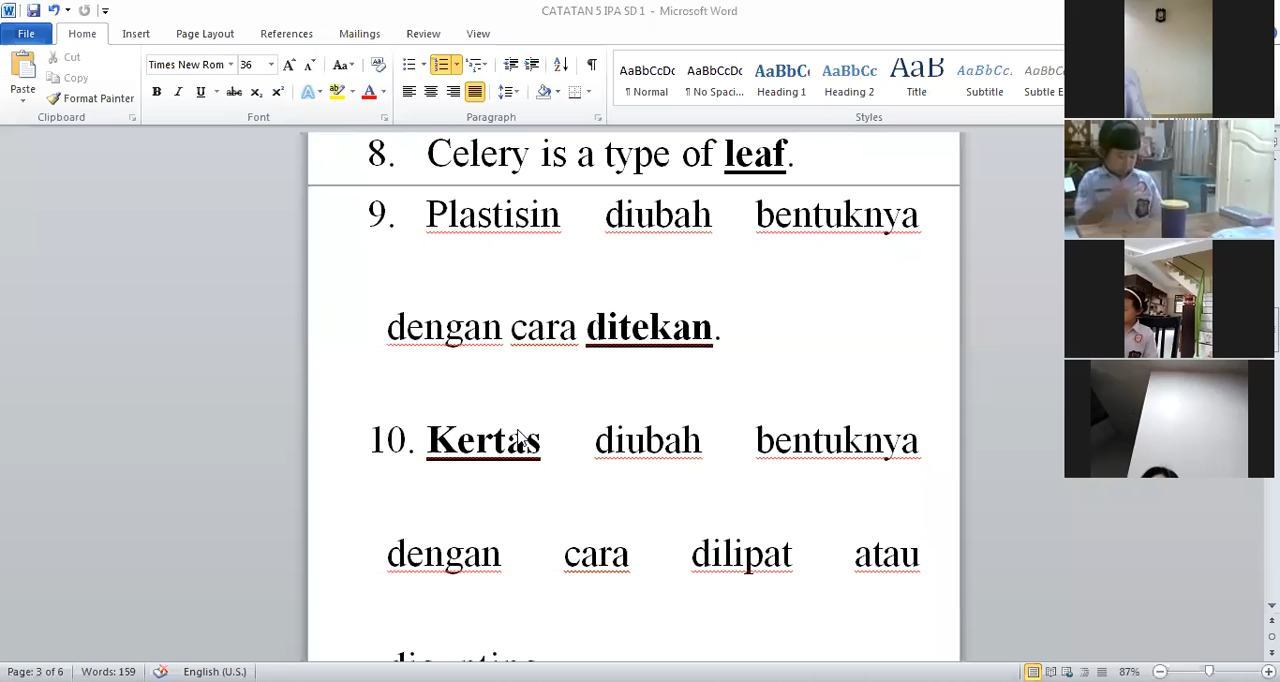 CATATAN 5 IPA SD 1 - Microsoft Word
File Home Insert Page Layout References Mailings Review View
Cut
Copy
Format Painter
Paste
Clipboard
Times New Rom 36
Font
Paragraph
AaBbCcDc AaBbCcDc AaBbC AaBbCc AaB AaBbCc. AaBbC
¶ Normal ¶ No Spaci... Heading 1 Heading 2 Title Subtitle Subtle E
Styles
8. Celery is a type of leaf.
9. Plastisin diubah bentuknya
dengan cara ditekan.
10. Kertas diubah bentuknya
dengan cara dilipat atau
Page: 3 of 6 Words: 159 English (U.S.) 87%